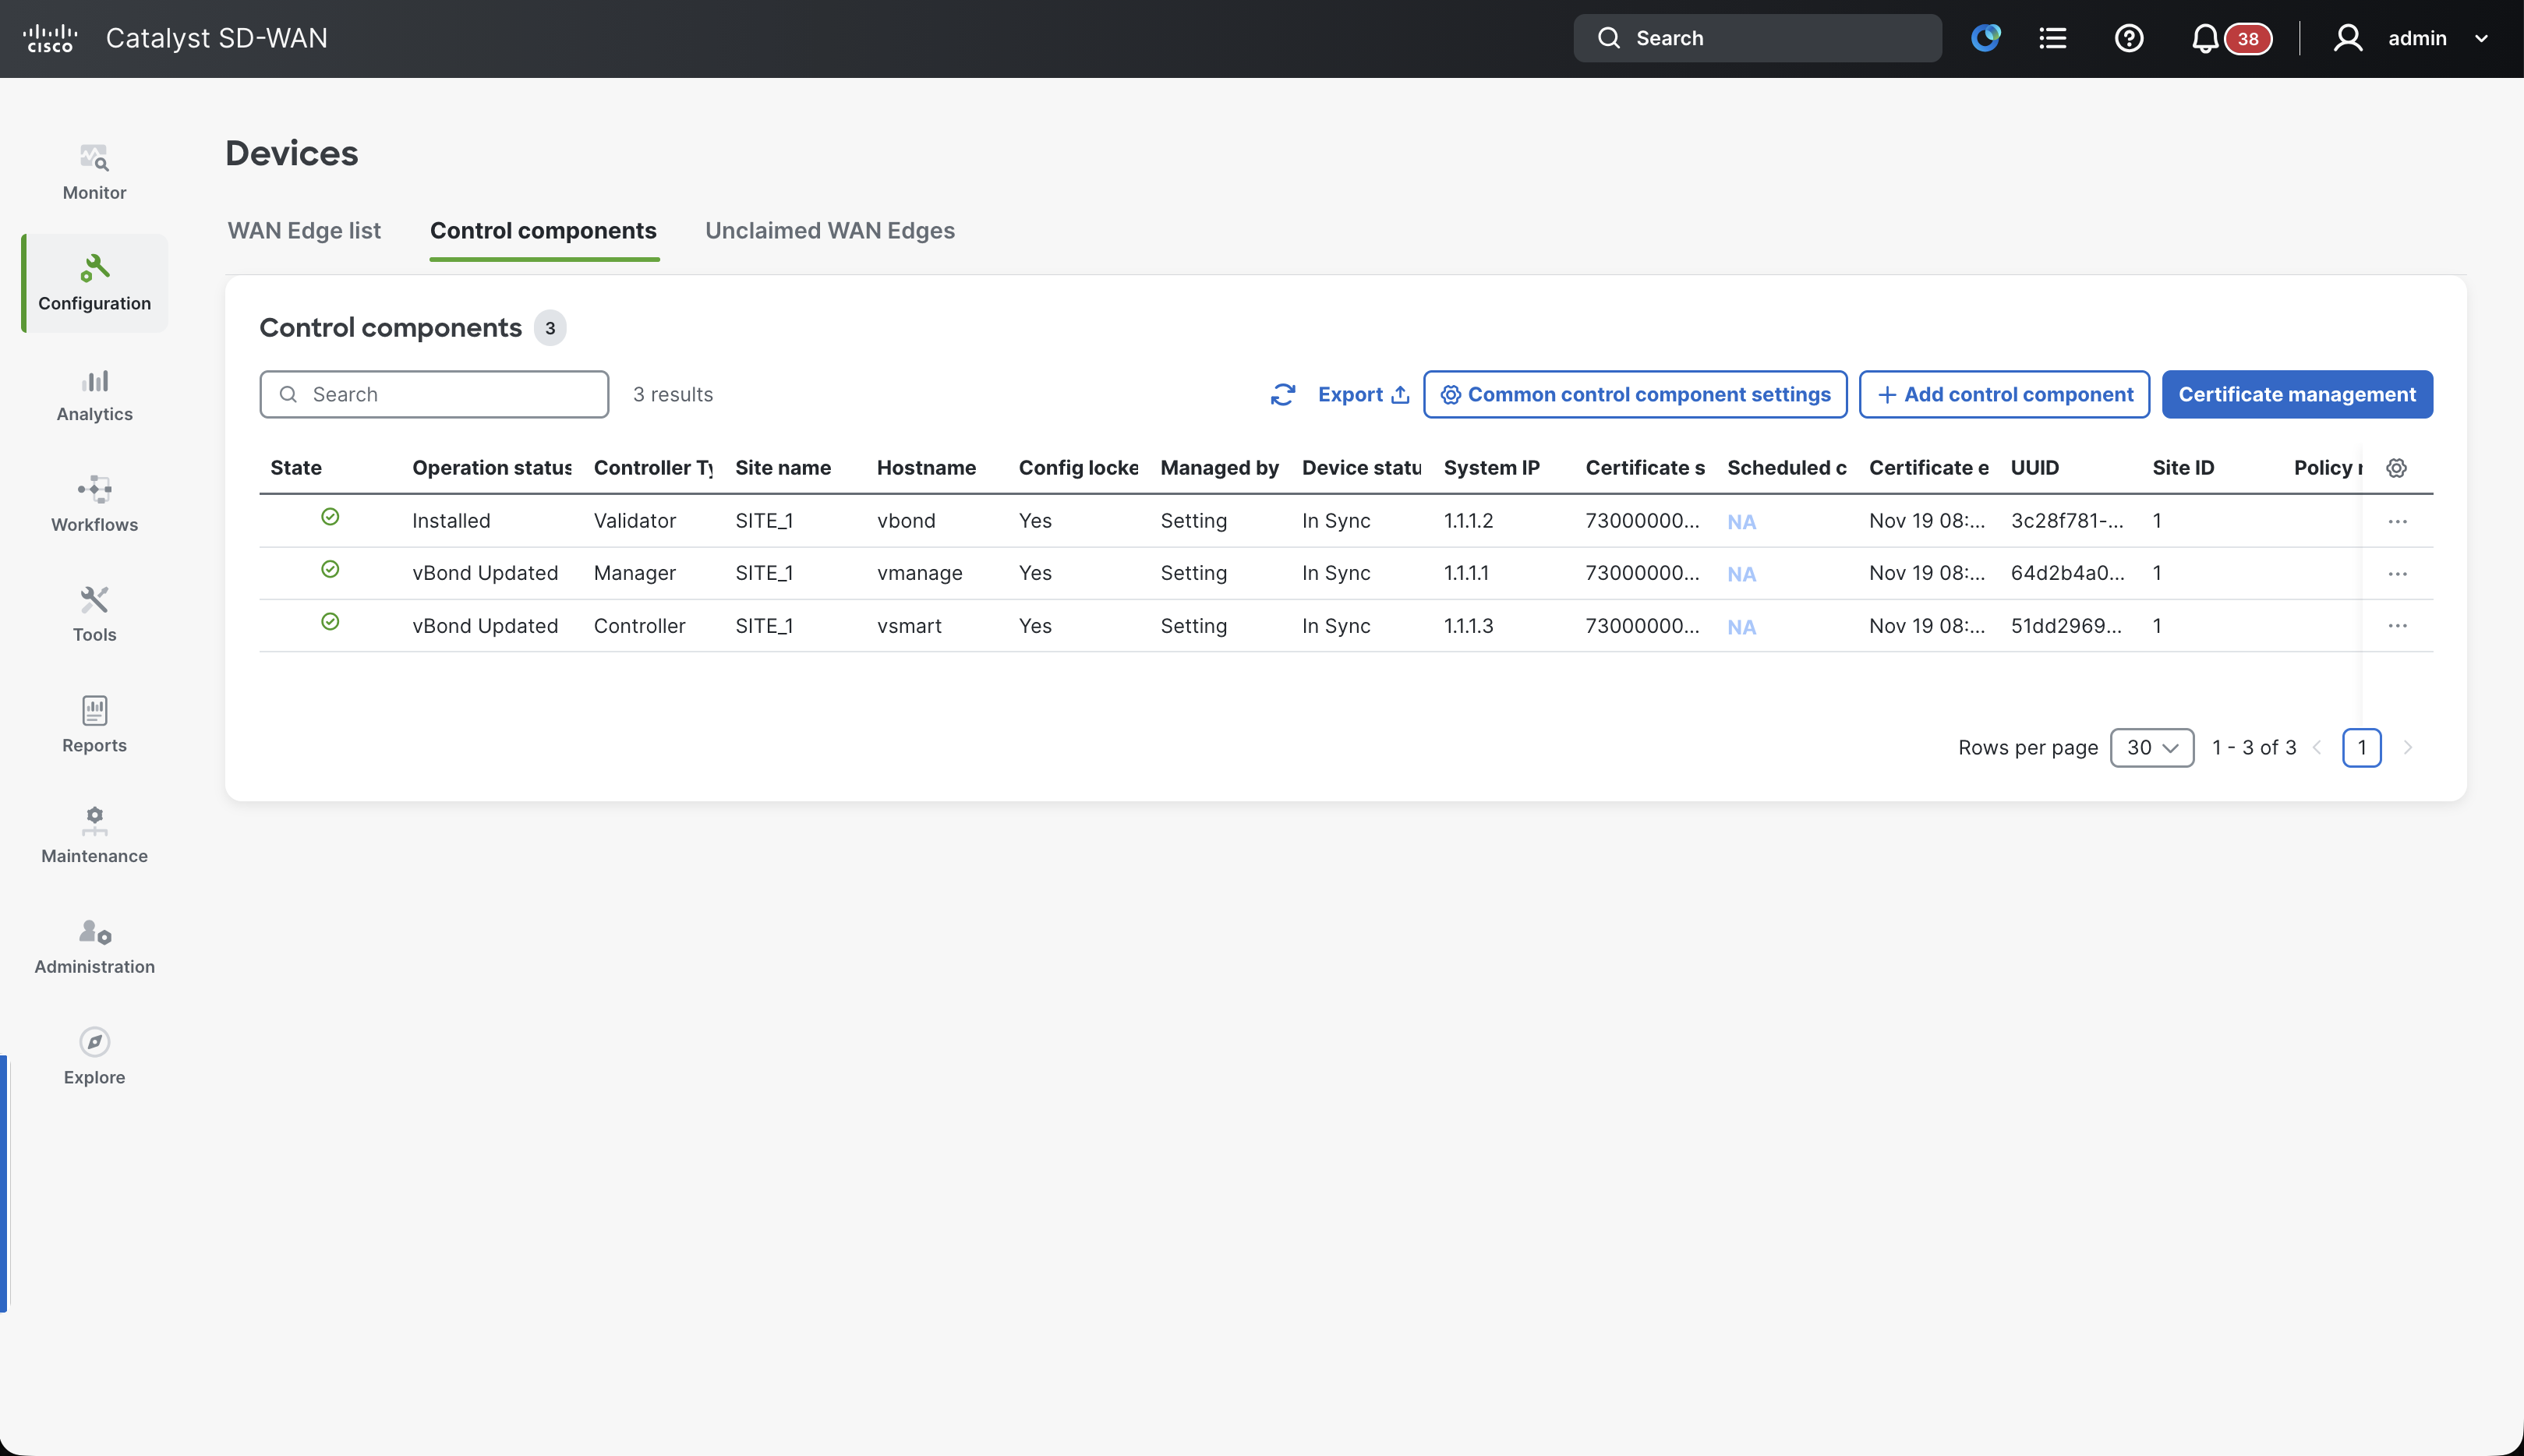 CISCO Catalyst SD-WAN Search 38 admin
Monitor
Configuration
Analytics
Workflows
Tools
Reports
Maintenance
Administration
Explore
Devices
WAN Edge list Control components Unclaimed WAN Edges
Control components 3
Search 3 results Export Common control component settings + Add control component Certificate management
State Operation status Controller Ty Site name Hostname Config locke Managed by Device statu System IP Certificate s Scheduled c Certificate e UUID Site ID Policy r
Installed Validator SITE_1 vbond Yes Setting In Sync 1.1.1.2 73000000... NA Nov 19 08:... 3c28f781-... 1 ...
vBond Updated Manager SITE_1 vmanage Yes Setting In Sync 1.1.1.1 73000000... NA Nov 19 08:... 64d2b4a0... 1 ...
vBond Updated Controller SITE_1 vsmart Yes Setting In Sync 1.1.1.3 73000000... NA Nov 19 08:... 51dd2969... 1 ...
Rows per page 30 1 - 3 of 3 1